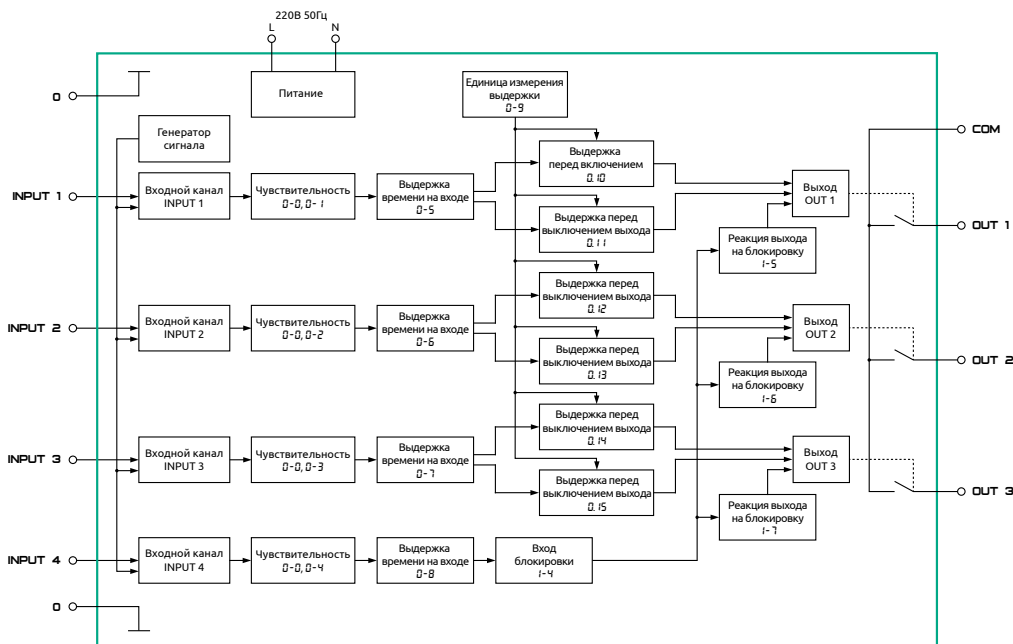 220В 50Гц
L N
0
Питание
Единица измерения
выдержки
0-9
COM
Генератор
сигнала
Выдержка
перед включением
0.10
INPUT 1
Входной канал
INPUT 1
Чувствительность
0-0, 0-1
Выдержка
времени на входе
0-5
Выход
OUT 1
Выдержка перед
выключением выхода
0.11
OUT 1
Реакция выхода
на блокировку
1-5
Выдержка перед
выключением выхода
0.12
INPUT 2
Входной канал
INPUT 2
Чувствительность
0-0, 0-2
Выдержка
времени на входе
0-6
Выход
OUT 2
Выдержка перед
выключением выхода
0.13
OUT 2
Реакция выхода
на блокировку
1-6
Выдержка перед
выключением выхода
0.14
INPUT 3
Входной канал
INPUT 3
Чувствительность
0-0, 0-3
Выдержка
времени на входе
0-7
Выход
OUT 3
Выдержка перед
выключением выхода
0.15
OUT 3
Реакция выхода
на блокировку
1-7
INPUT 4
Входной канал
INPUT 4
Чувствительность
0-0, 0-4
Выдержка
времени на входе
0-8
Вход
блокировки
1-4
0